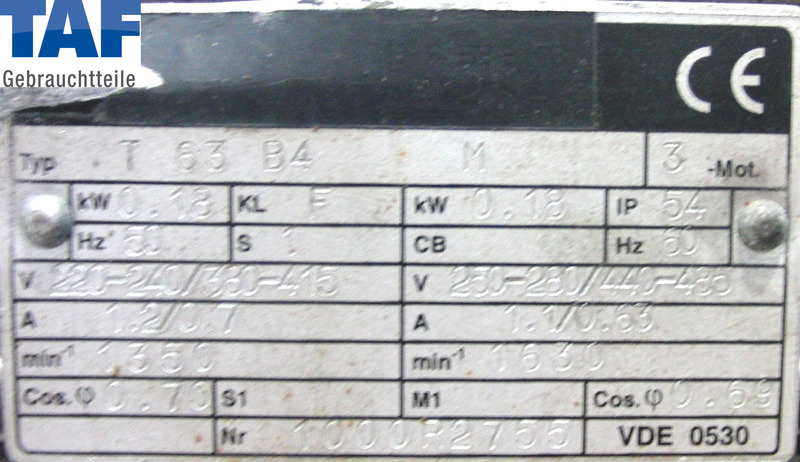 TAF
Gebrauchtteile
CE
Typ T 63 B4 M 3 -Mot.
kW 0.18 KL F kW 0.18 IP 54
Hz 50 S 1 CB Hz 60
V 220-240/380-415 V 250-280/440-485
A 1.2/0.7 A 1.1/0.63
min-1 1350 min-1 1630
Cos. φ 0.70 S1 M1 Cos. φ 0.69
Nr 1000R2755 VDE 0530